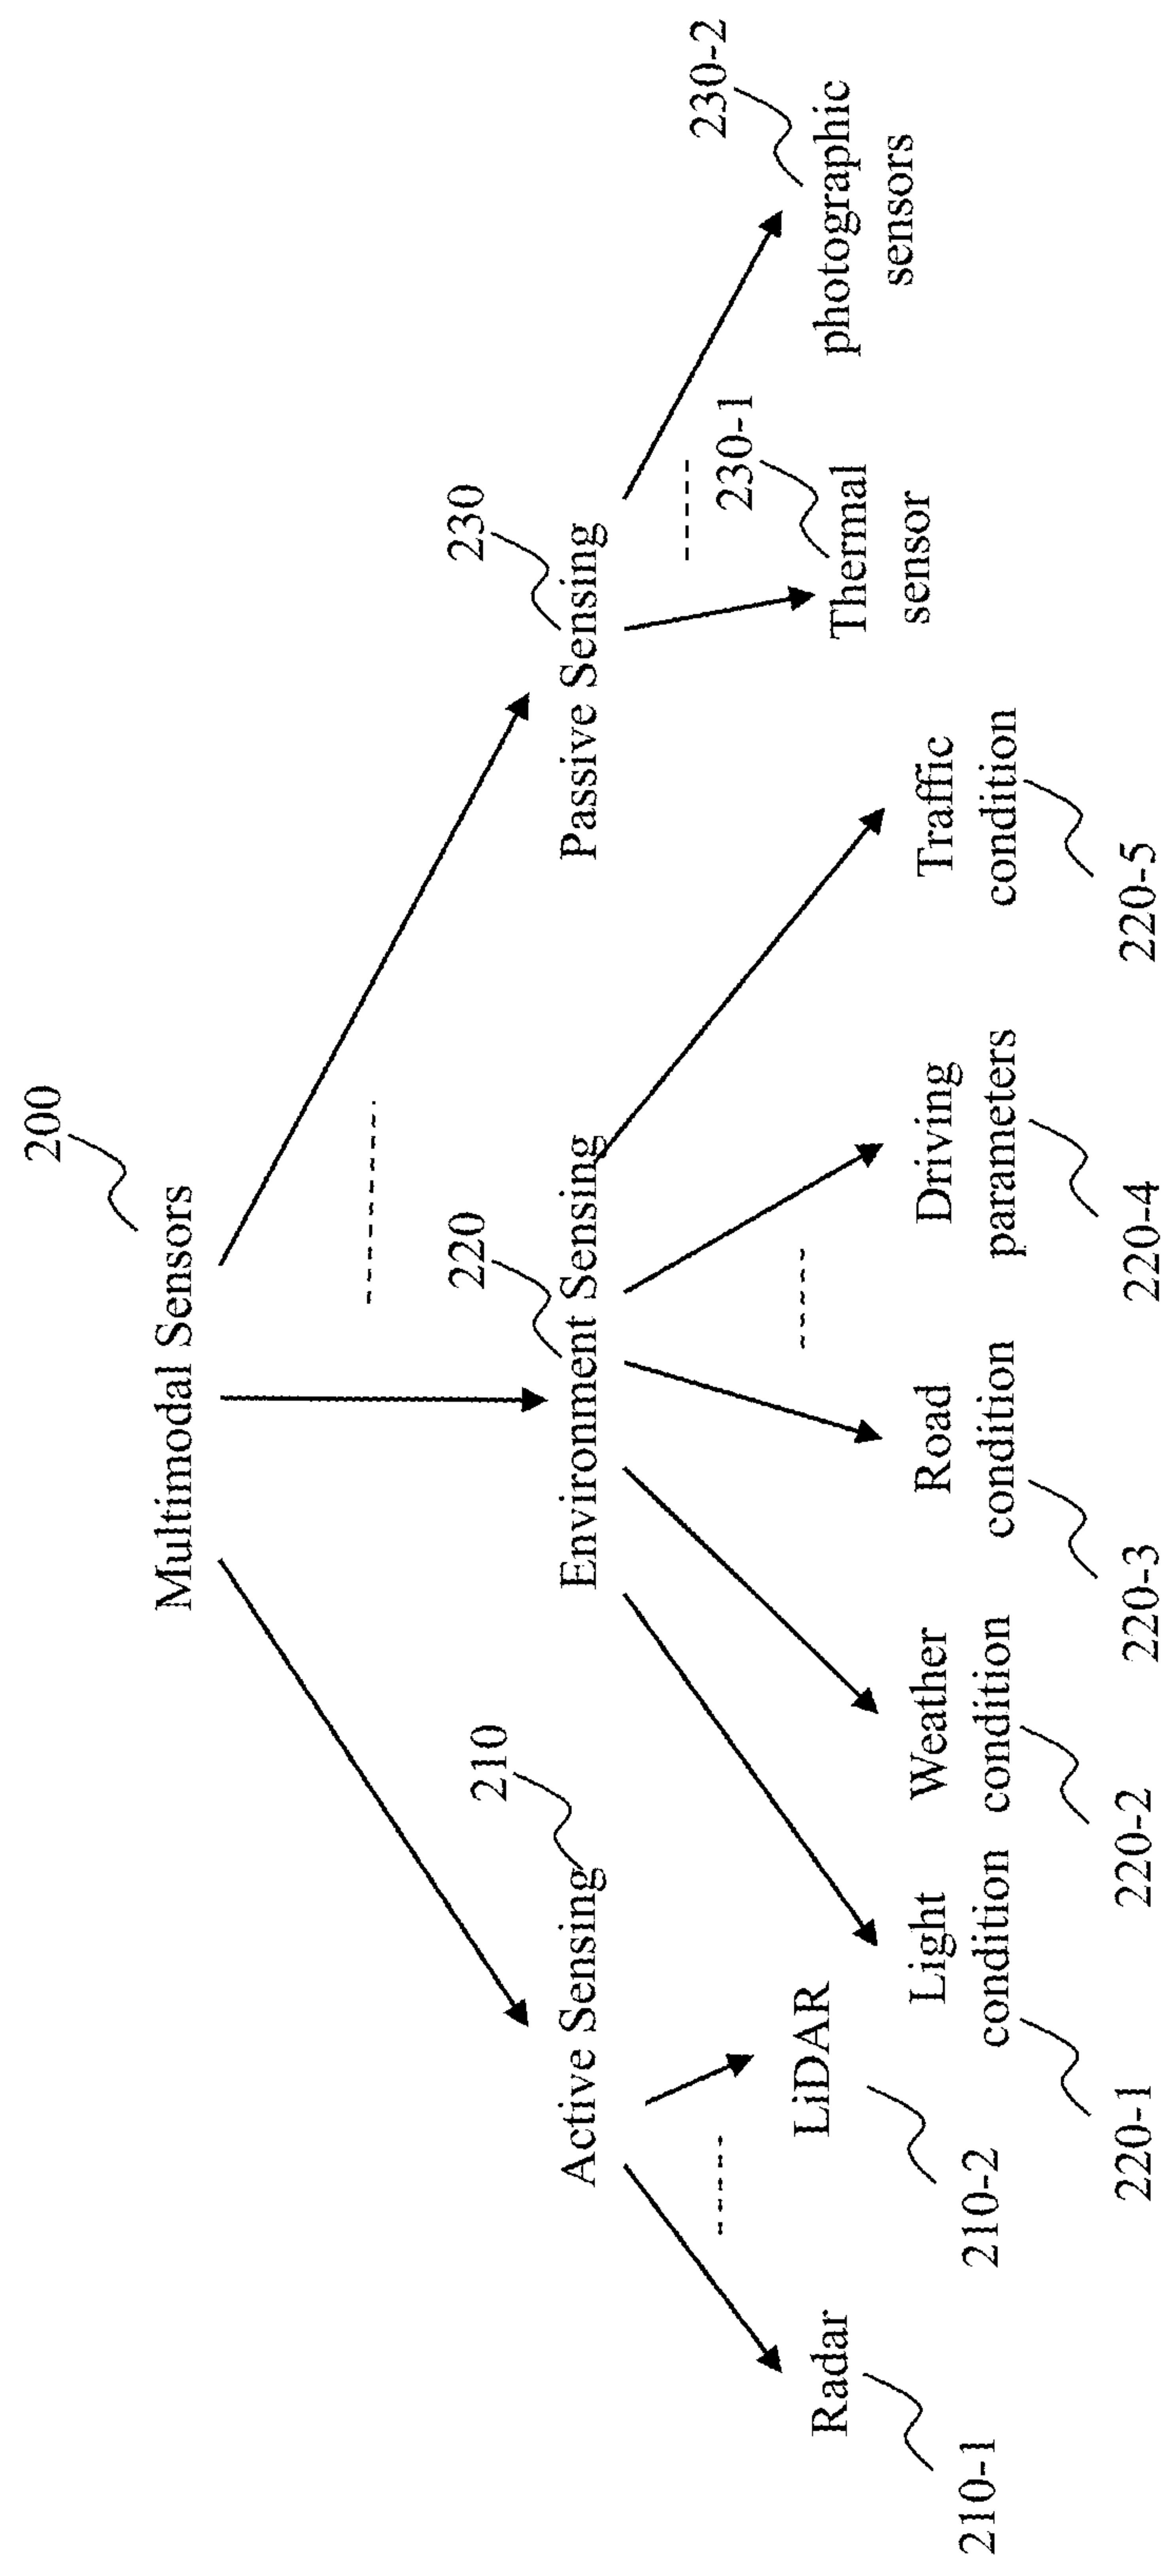 200
Multimodal Sensors
210
220
230
Active Sensing
Environment Sensing
Passive Sensing
230-1
230-2
Radar
LiDAR
Thermal
sensor
photographic
sensors
210-1
210-2
Light
condition
Weather
condition
Road
condition
Driving
parameters
Traffic
condition
220-1
220-2
220-3
220-4
220-5